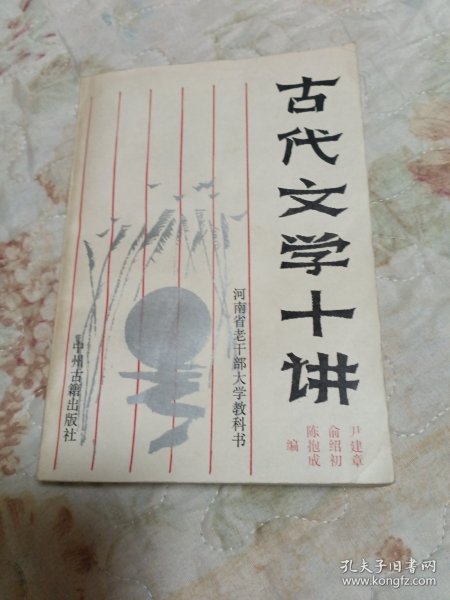 古代文学十讲
尹建章
俞绍初
陈抱成
编
河南省老干部大学教科书
中州古籍出版社
孔夫子旧书网
www.kongfz.com